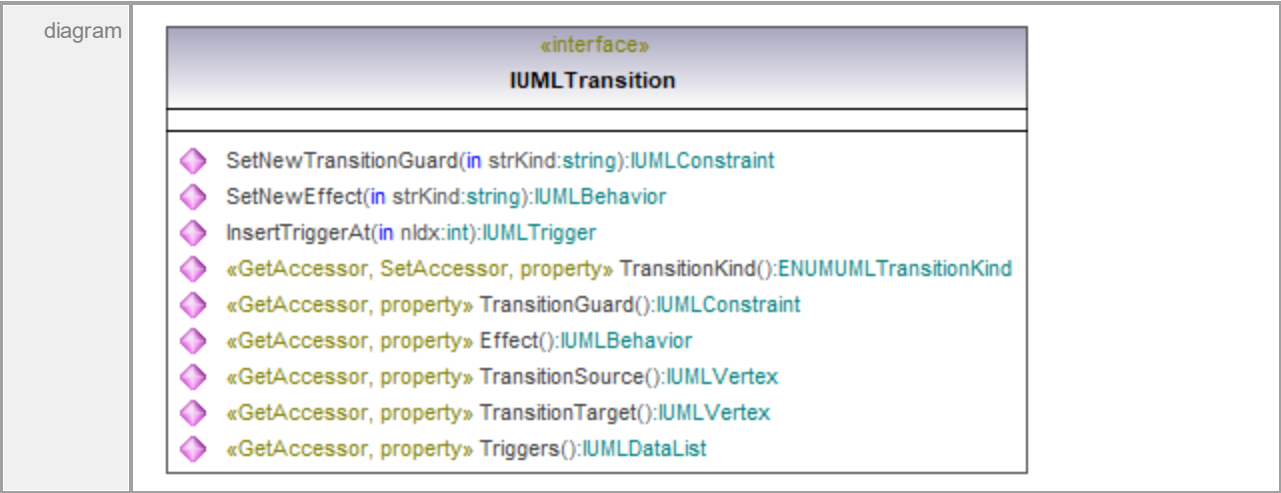 diagram
«interface»
IUMLTransition
SetNewTransitionGuard(in strKind:string):IUMLConstraint
SetNewEffect(in strKind:string):IUMLBehavior
InsertTriggerAt(in nIdx:int):IUMLTrigger
«GetAccessor, SetAccessor, property» TransitionKind():ENUMUMLTransitionKind
«GetAccessor, property» TransitionGuard():IUMLConstraint
«GetAccessor, property» Effect():IUMLBehavior
«GetAccessor, property» TransitionSource():IUMLVertex
«GetAccessor, property» TransitionTarget():IUMLVertex
«GetAccessor, property» Triggers():IUMLDataList